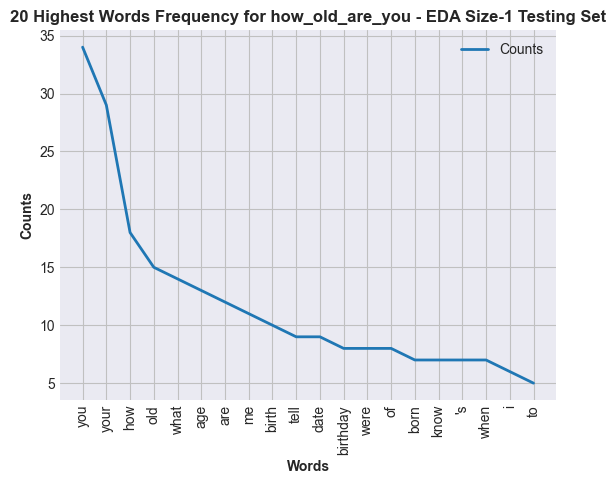 20 Highest Words Frequency for how_old_are_you - EDA Size-1 Testing Set
Counts
35
30
25
20
15
10
5
Counts
you
your
how
old
what
age
are
me
birth
tell
date
birthday
were
of
born
know
's
when
i
to
Words